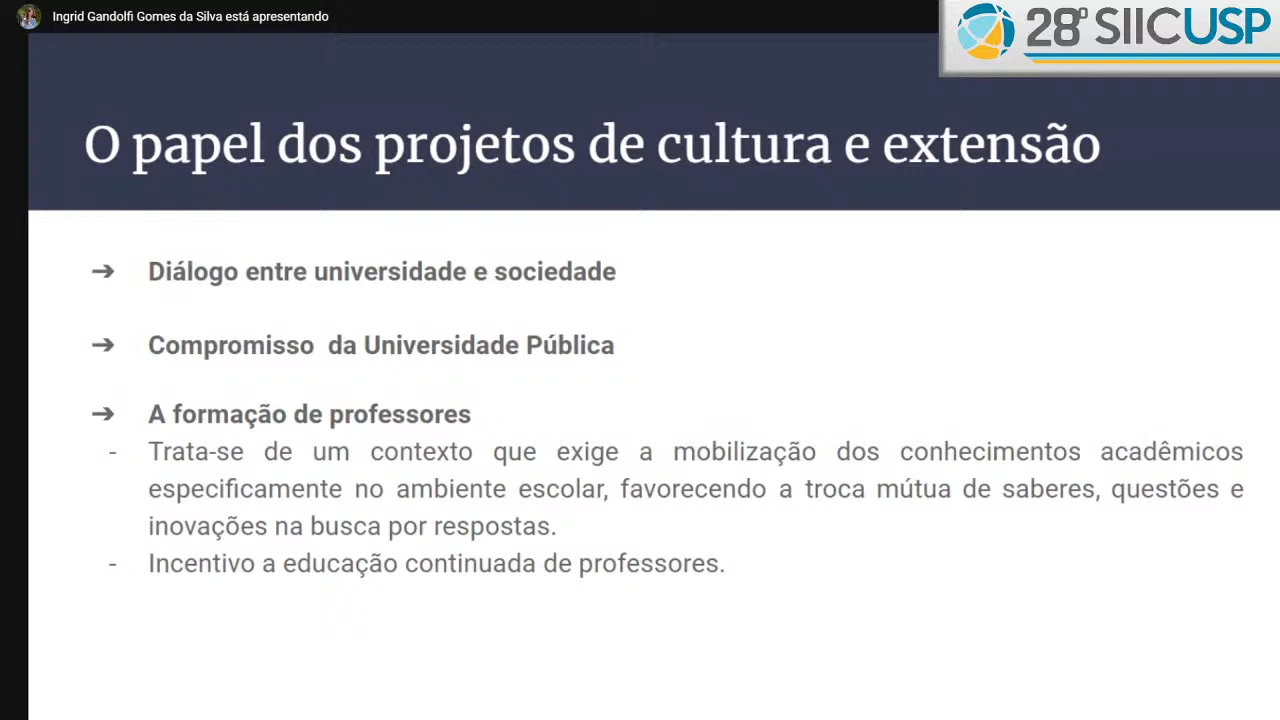 Ingrid Gandolfi Gomes da Silva está apresentando
28º SIICUSP
O papel dos projetos de cultura e extensão
➔ Diálogo entre universidade e sociedade
➔ Compromisso da Universidade Pública
➔ A formação de professores
- Trata-se de um contexto que exige a mobilização dos conhecimentos acadêmicos
especificamente no ambiente escolar, favorecendo a troca mútua de saberes, questões e
inovações na busca por respostas.
- Incentivo a educação continuada de professores.